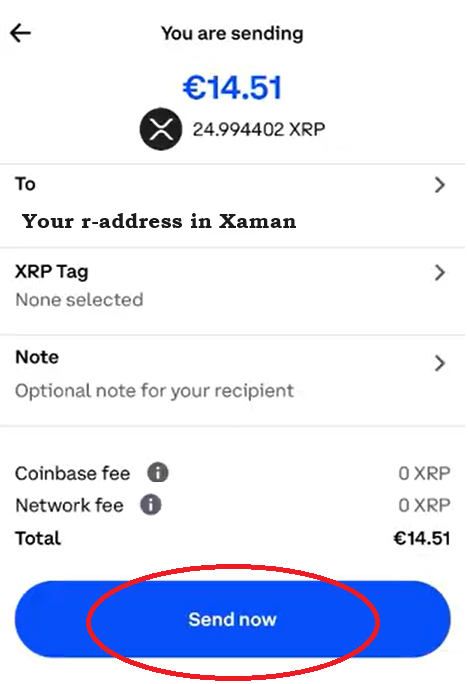 You are sending
€14.51
24.994402 XRP
To
Your r-address in Xaman
XRP Tag
None selected
Note
Optional note for your recipient
Coinbase fee 0 XRP
Network fee 0 XRP
Total €14.51
Send now